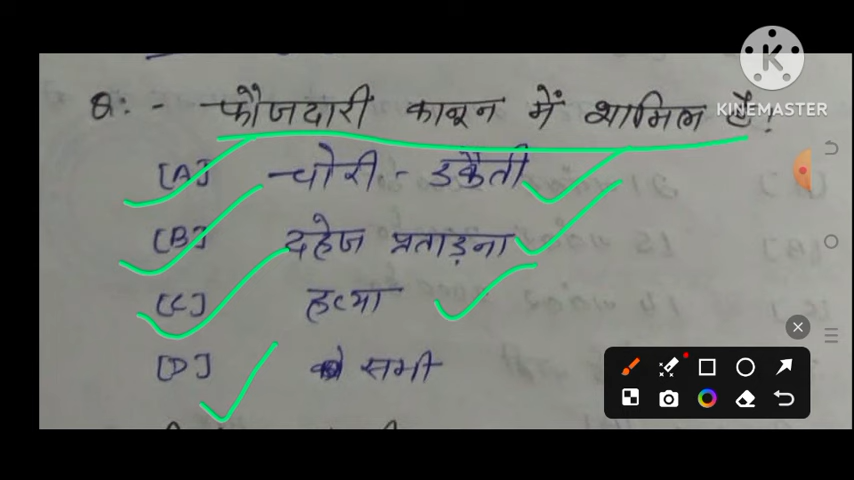 KINEMASTER
Q: - फौजदारी कानून में शामिल है!
[A] चोरी - डकैती
[B] दहेज प्रताड़ना
[C] हत्या
[D] सभी